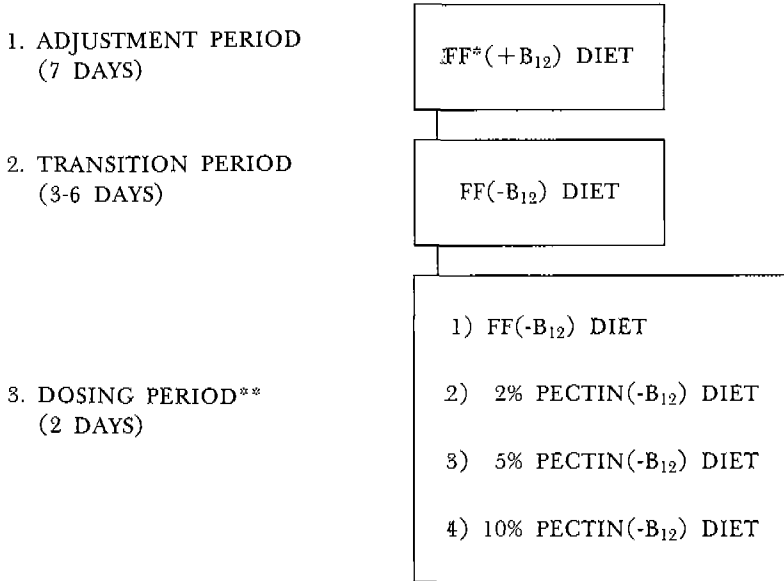 1. ADJUSTMENT PERIOD
(7 DAYS)
FF*(+B₁₂) DIET
2. TRANSITION PERIOD
(3-6 DAYS)
FF(-B₁₂) DIET
3. DOSING PERIOD**
(2 DAYS)
1) FF(-B₁₂) DIET
2) 2% PECTIN(-B₁₂) DIET
3) 5% PECTIN(-B₁₂) DIET
4) 10% PECTIN(-B₁₂) DIET